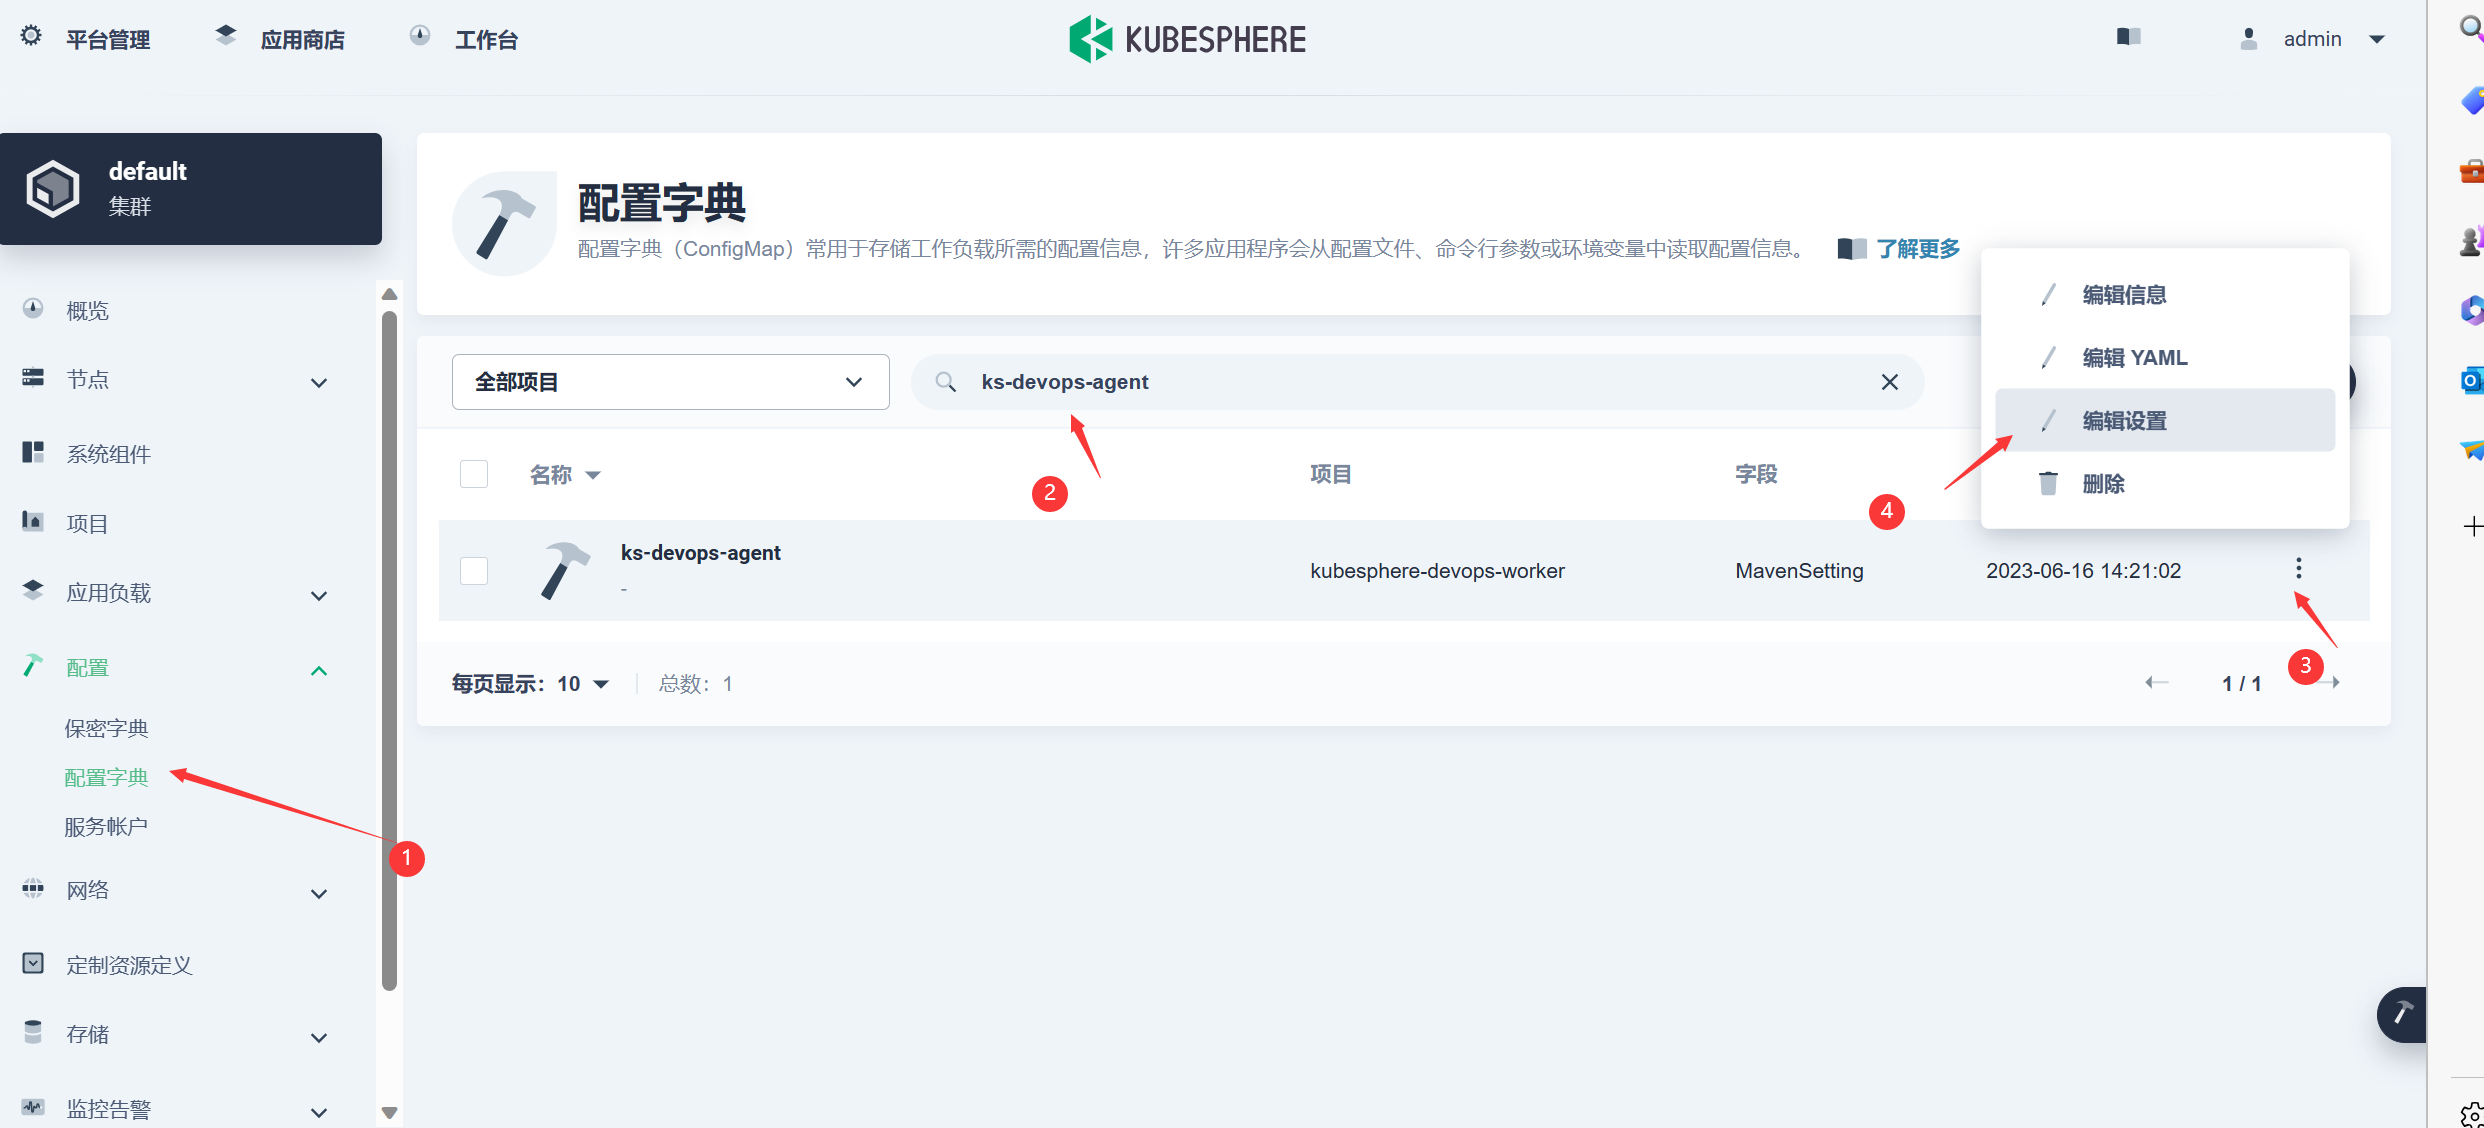 平台管理
应用商店
工作台
KUBESPHERE
admin
default
集群
概览
节点
系统组件
项目
应用负载
配置
保密字典
配置字典
服务帐户
网络
定制资源定义
存储
监控告警
1
配置字典
配置字典（ConfigMap）常用于存储工作负载所需的配置信息，许多应用程序会从配置文件、命令行参数或环境变量中读取配置信息。
了解更多
全部项目
ks-devops-agent
2
名称
项目
字段
4
编辑信息
编辑 YAML
编辑设置
删除
ks-devops-agent
-
kubesphere-devops-worker
MavenSetting
2023-06-16 14:21:02
3
每页显示：10
总数：1
1 / 1